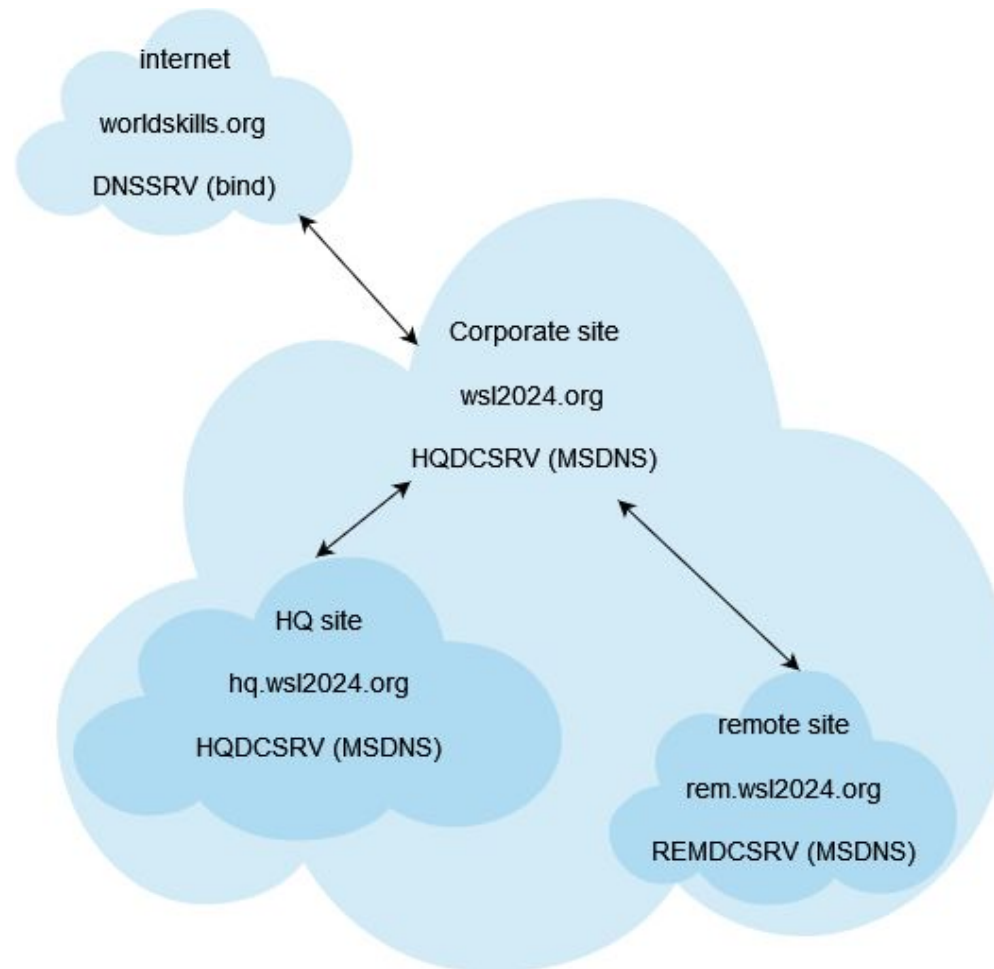 internet
worldskills.org
DNSSRV (bind)
Corporate site
wsl2024.org
HQDCSRV (MSDNS)
HQ site
hq.wsl2024.org
HQDCSRV (MSDNS)
remote site
rem.wsl2024.org
REMDCSRV (MSDNS)